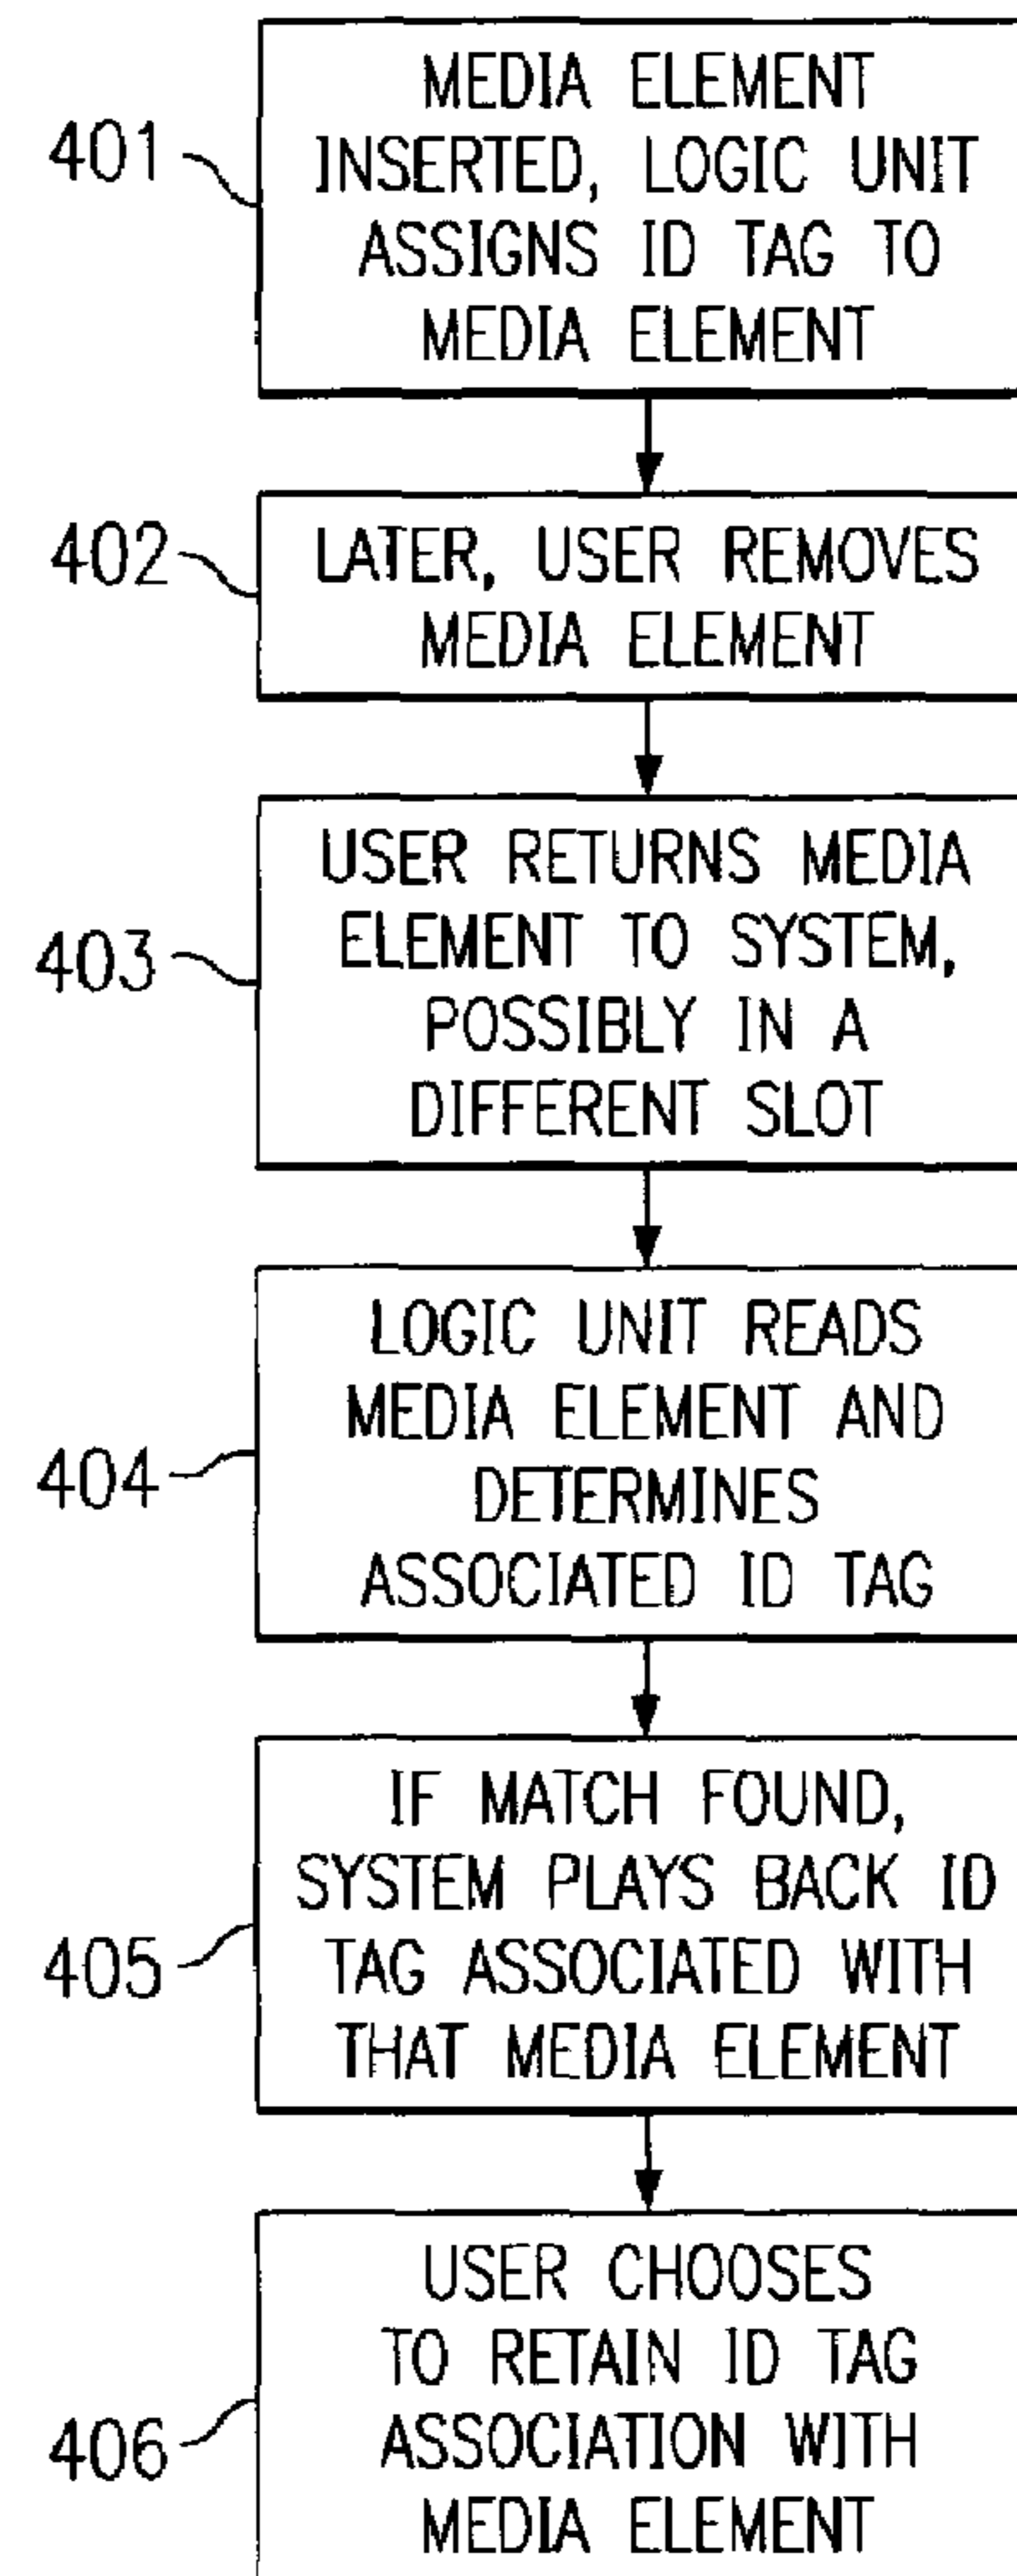 401
MEDIA ELEMENT
INSERTED, LOGIC UNIT
ASSIGNS ID TAG TO
MEDIA ELEMENT
402
LATER, USER REMOVES
MEDIA ELEMENT
403
USER RETURNS MEDIA
ELEMENT TO SYSTEM,
POSSIBLY IN A
DIFFERENT SLOT
404
LOGIC UNIT READS
MEDIA ELEMENT AND
DETERMINES
ASSOCIATED ID TAG
405
IF MATCH FOUND,
SYSTEM PLAYS BACK ID
TAG ASSOCIATED WITH
THAT MEDIA ELEMENT
406
USER CHOOSES
TO RETAIN ID TAG
ASSOCIATION WITH
MEDIA ELEMENT